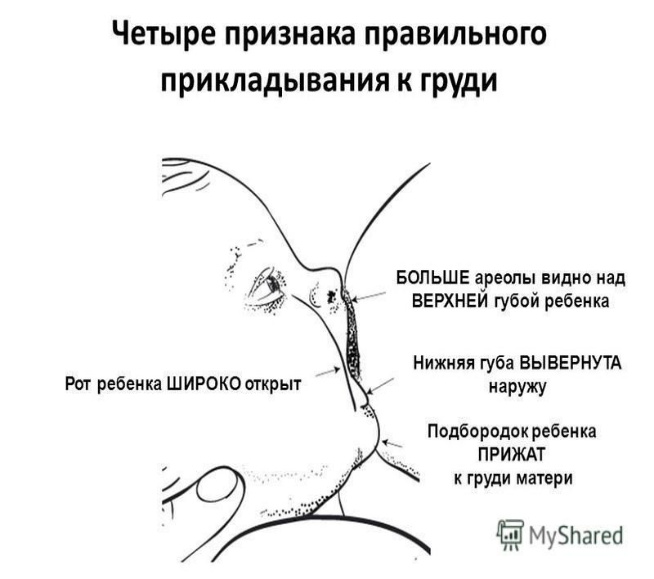 Четыре признака правильного
прикладывания к груди
БОЛЬШЕ ареолы видно над
ВЕРХНЕЙ губой ребенка
Рот ребенка ШИРОКО открыт
Нижняя губа ВЫВЕРНУТА
наружу
Подбородок ребенка
ПРИЖАТ
к груди матери
MyShared